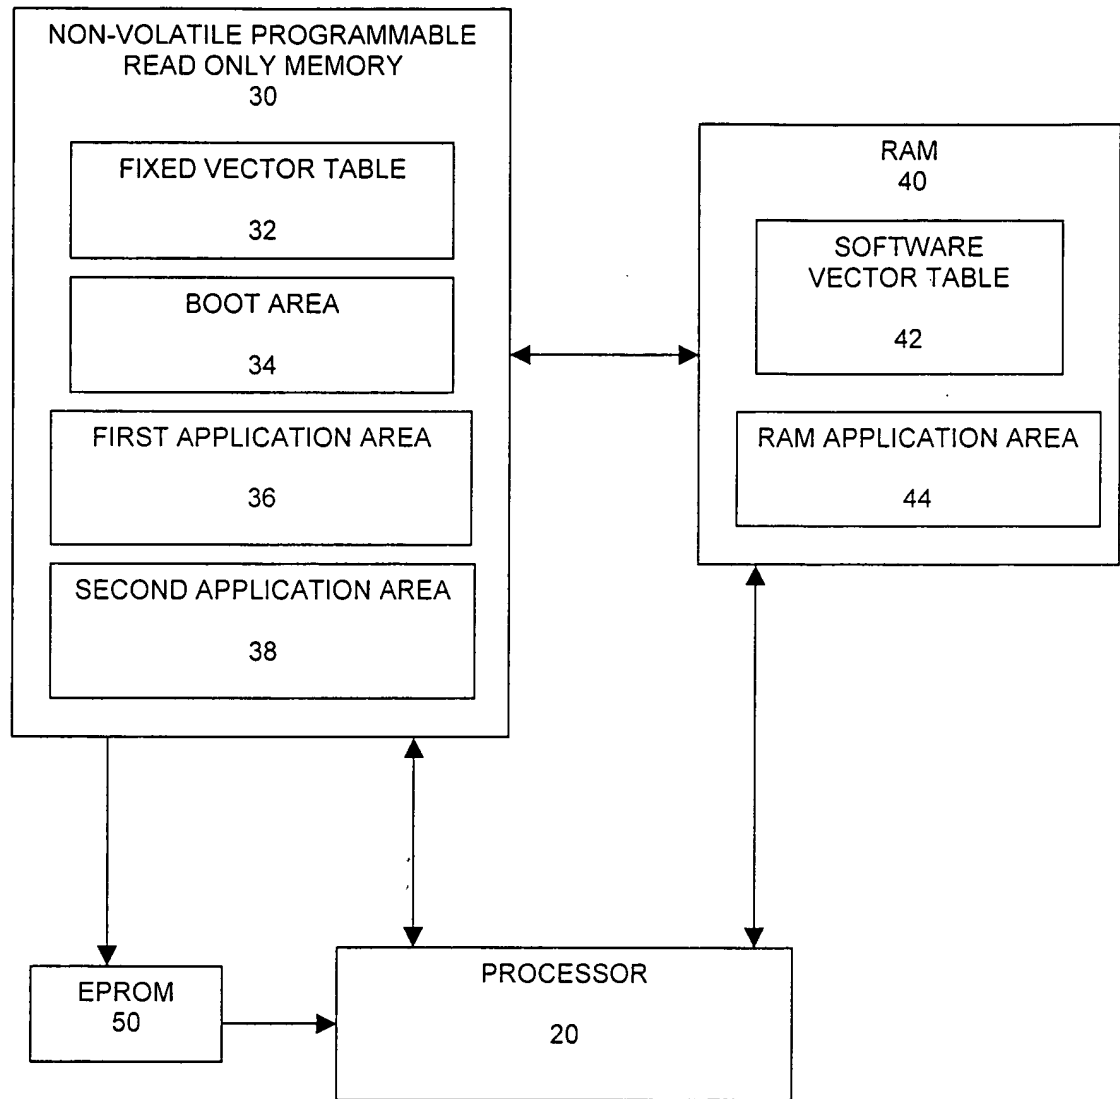 NON-VOLATILE PROGRAMMABLE
READ ONLY MEMORY
30
FIXED VECTOR TABLE
32
BOOT AREA
34
FIRST APPLICATION AREA
36
SECOND APPLICATION AREA
38
RAM
40
SOFTWARE
VECTOR TABLE
42
RAM APPLICATION AREA
44
EPROM
50
PROCESSOR
20